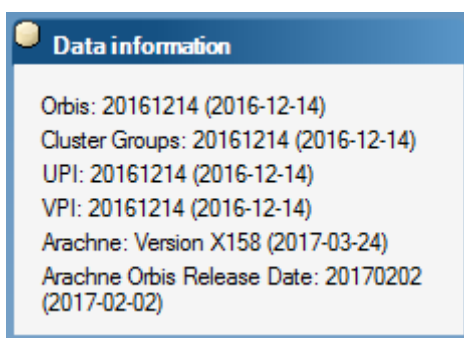 Data information
Orbis: 20161214 (2016-12-14)
Cluster Groups: 20161214 (2016-12-14)
UPI: 20161214 (2016-12-14)
VPI: 20161214 (2016-12-14)
Arachne: Version X158 (2017-03-24)
Arachne Orbis Release Date: 20170202
(2017-02-02)